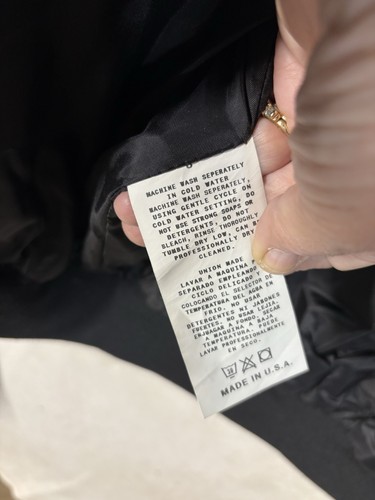 MACHINE WASH SEPERATELY
IN COLD WATER
MACHINE WASH SEPERATELY,
USING GENTLE CYCLE ON
COLD WATER SETTING, DO
NOT USE STRONG SOAPS OR
DETERGENTS, DO NOT
BLEACH, RINSE THOROUGHLY
TUMBLE DRY LOW, CAN B
PROFESSIONALLY DRY
CLEANED.
UNION MADE
LAVAR A MAQUINA
SEPARADO EMPLEANDO
CICLO DELICADO Y
COLOCANDO EL SELECTOR DE
TEMPERATURA DEL AGUA EN
FRIO. NO USAR
DETERGENTES NI JABONES
FUERTES. NO USAR LEJIA.
ENJUAGAR A FONDO, SECAR
A MAQUINA A BAJA
TEMPERATURA, PUEDE
LAVAR PROFESSIONALMENTE
EN SECO.
MADE IN U.S.A.